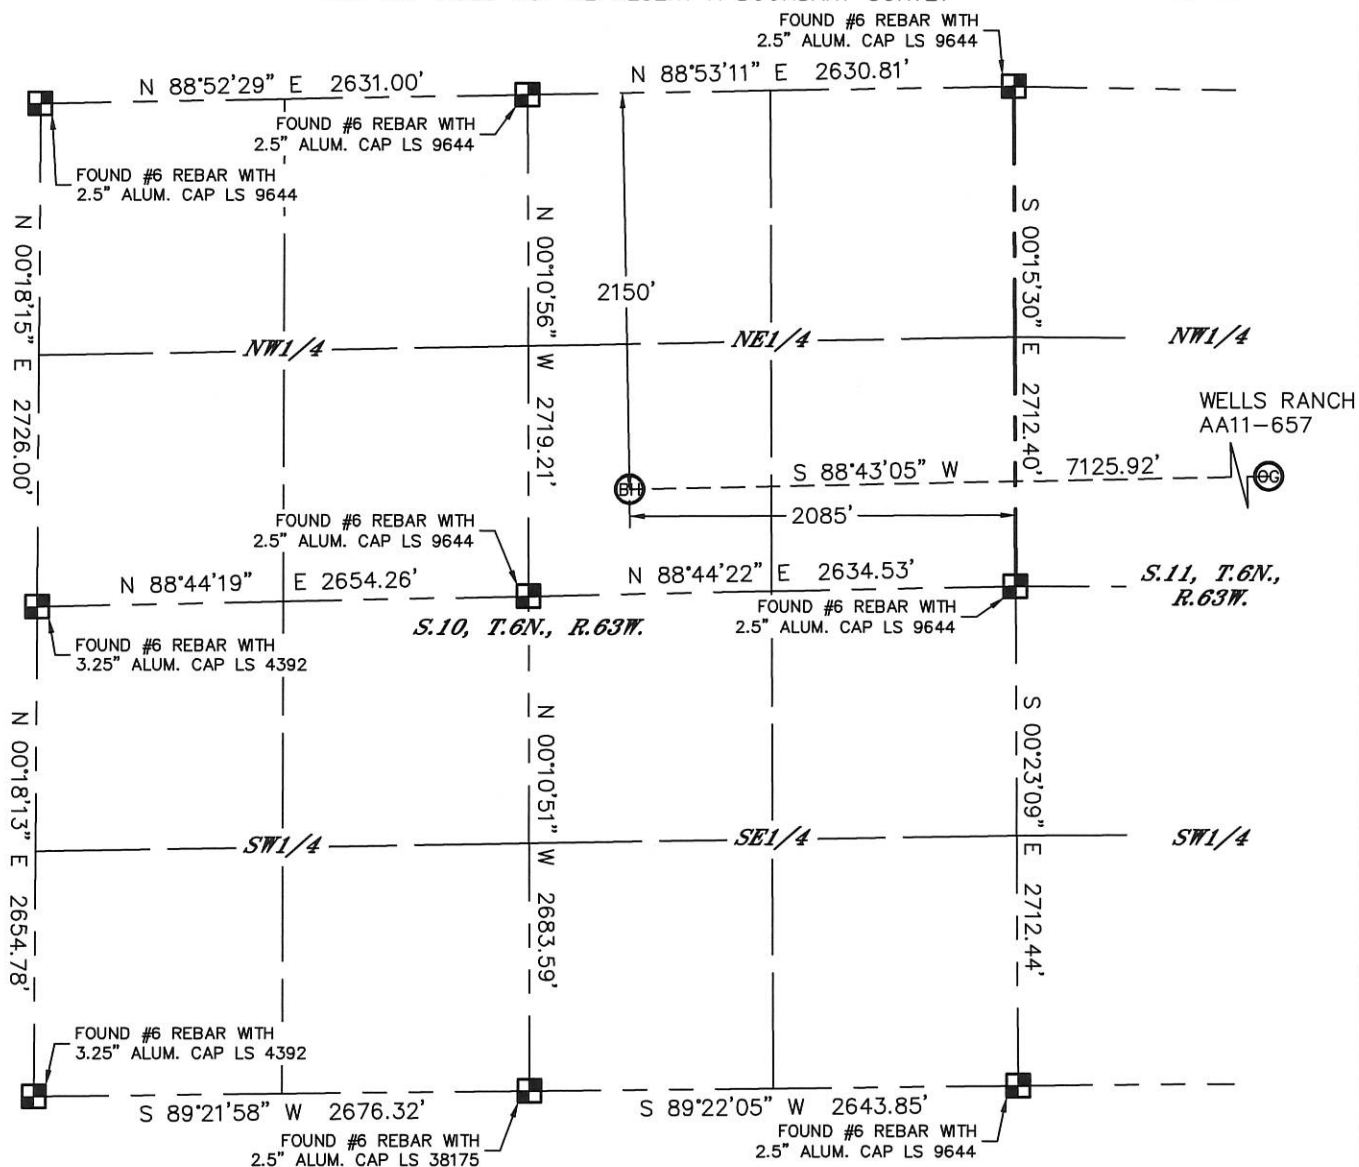 FOUND #6 REBAR WITH
2.5" ALUM. CAP LS 9644
N 88°52'29" E 2631.00'
N 88°53'11" E 2630.81'
FOUND #6 REBAR WITH
2.5" ALUM. CAP LS 9644
FOUND #6 REBAR WITH
2.5" ALUM. CAP LS 9644
N 00°18'15" E 2726.00'
N 00°10'56" W 2719.21'
S 00°15'30" E 2712.40'
2150'
NW1/4
NE1/4
NW1/4
WELLS RANCH
AA11-657
S 88°43'05" W 7125.92'
BH
OG
2085'
FOUND #6 REBAR WITH
2.5" ALUM. CAP LS 9644
N 88°44'19" E 2654.26'
N 88°44'22" E 2634.53'
S.11, T.6N.,
R.63W.
FOUND #6 REBAR WITH
2.5" ALUM. CAP LS 9644
S.10, T.6N., R.63W.
FOUND #6 REBAR WITH
3.25" ALUM. CAP LS 4392
N 00°18'13" E 2654.78'
N 00°10'51" W 2683.59'
S 00°23'09" E 2712.44'
SW1/4
SE1/4
SW1/4
FOUND #6 REBAR WITH
3.25" ALUM. CAP LS 4392
S 89°21'58" W 2676.32'
S 89°22'05" W 2643.85'
FOUND #6 REBAR WITH
2.5" ALUM. CAP LS 38175
FOUND #6 REBAR WITH
2.5" ALUM. CAP LS 9644